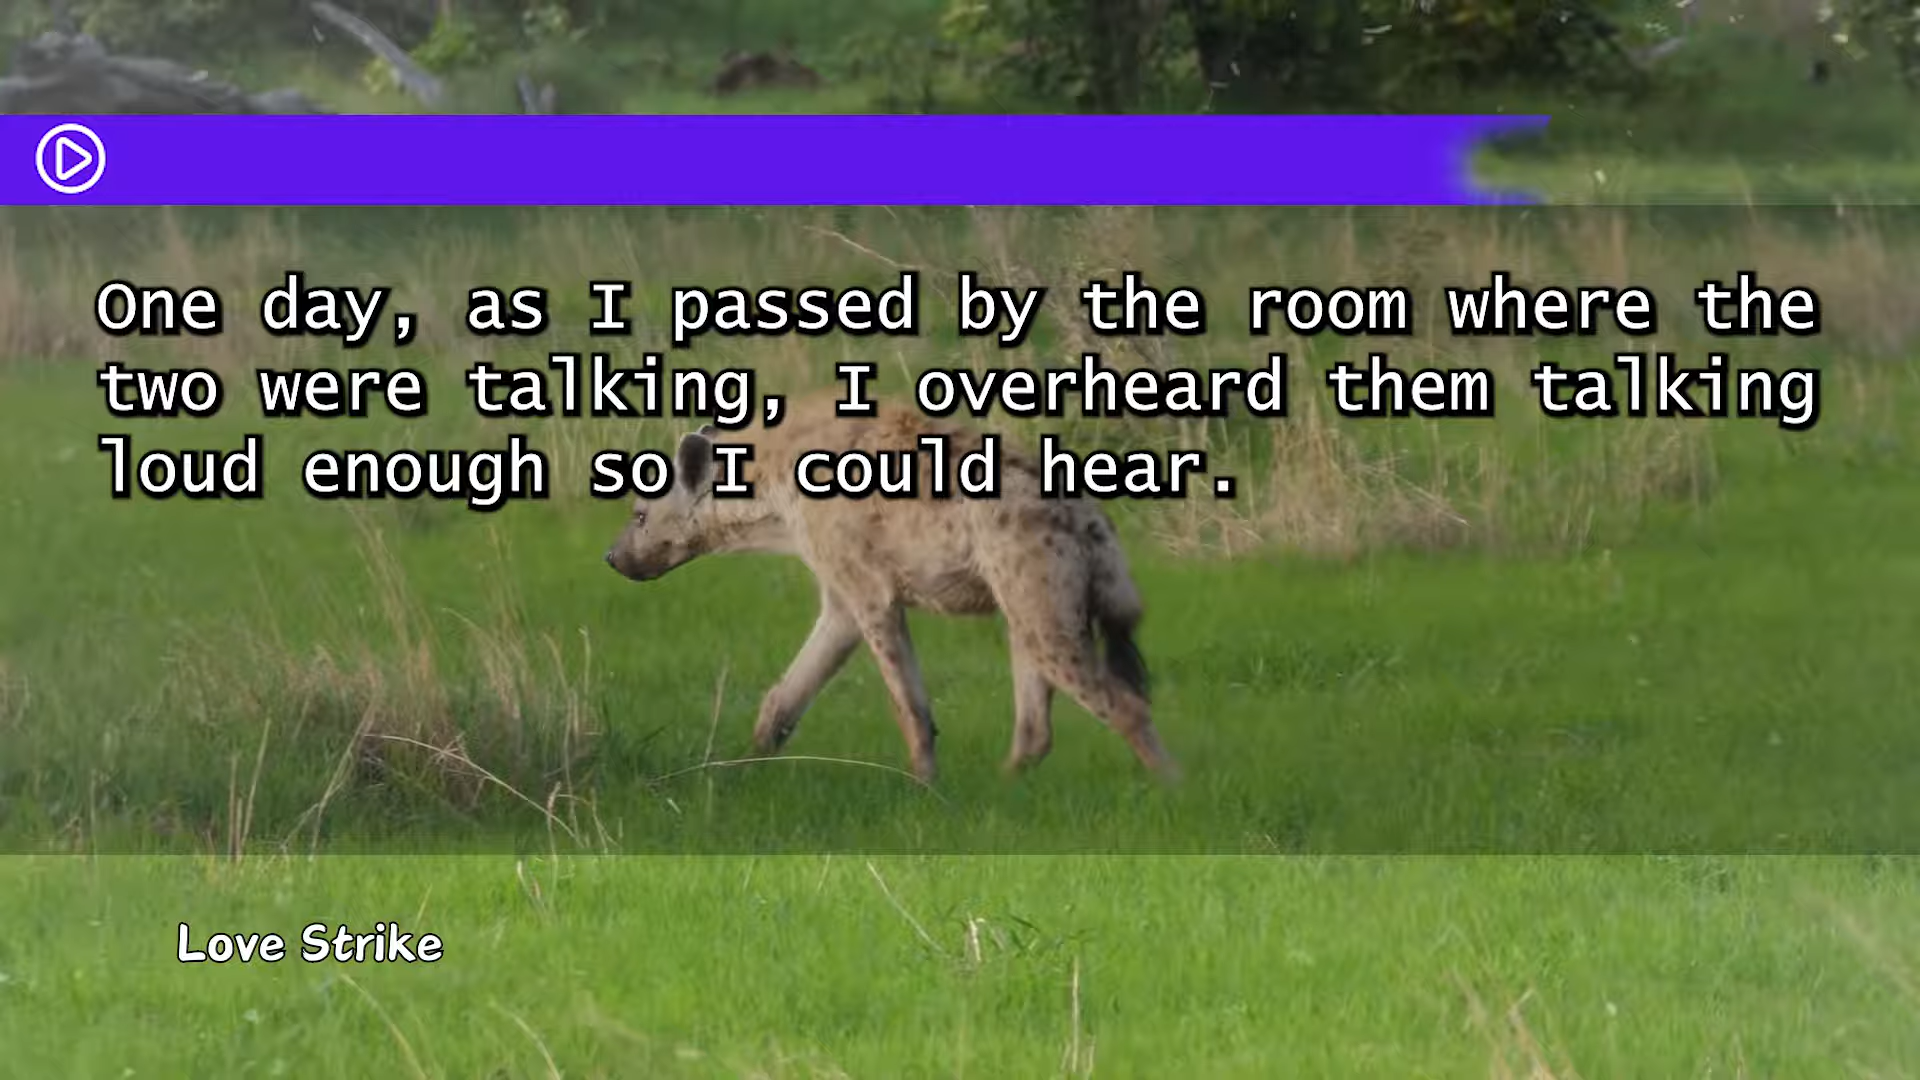 One day, as I passed by the room where the
two were talking, I overheard them talking
loud enough so I could hear.
Love Strike